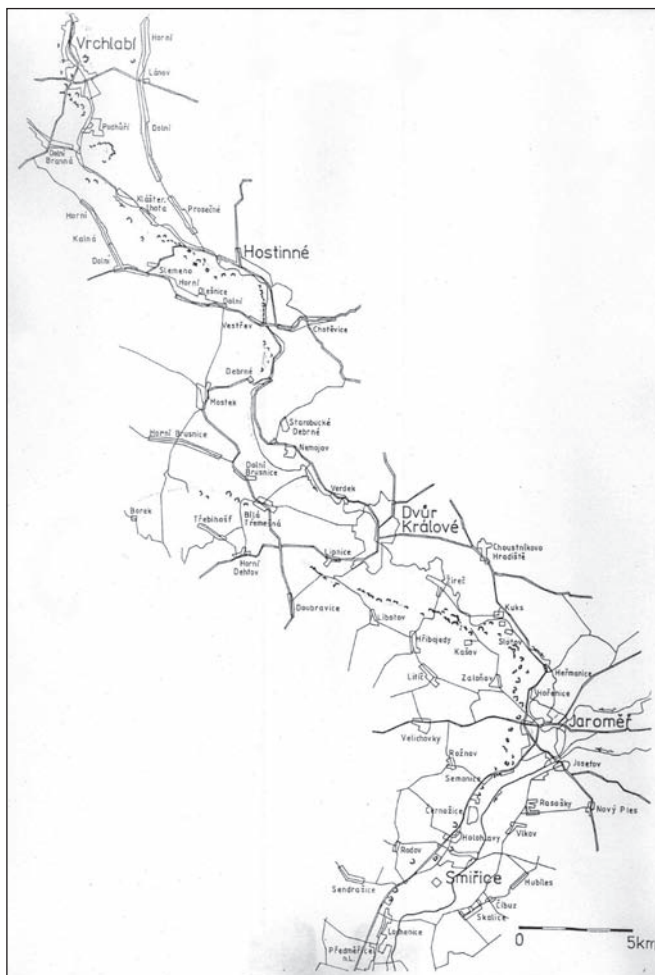 Vrchlabí
Horní
Lánov
Dolní
Podhůří
Dolní
Branná
Klášter.
Lhota
Prosečné
Horní
Kalná
Dolní
Hostinné
Slemeno
Horní
Olešnice
Dolní
Vestřev
Chotěvice
Debrné
Mostek
Starobucké
Debrné
Horní Brusnice
Nemojov
Dolní
Brusnice
Verdek
Dvůr
Králové
Borek
Třebihošť
Bílá
Třemešná
Choustníkovo
Hradiště
Horní
Dehtov
Lipnice
Žireč
Doubravice
Libotov
Kuks
Hřibojedy
Slotov
Kašov
Litíč
Zaloňov
Heřmanice
Hořenice
Jaroměř
Velichovky
Rožnov
Josefov
Semonice
Rasošky
Nový Ples
Černožice
Vlkov
Holohlavy
Rodov
Smiřice
Sendražice
Hubíles
Číbuz
Skalice
Lochenice
0 5km
Předměřice
n.L.